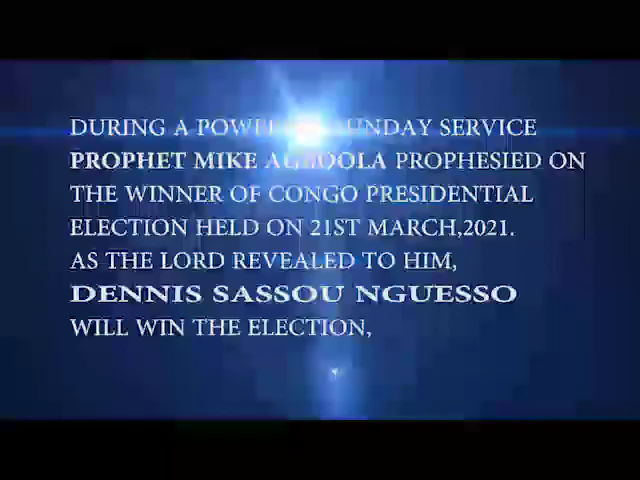 DURING A POWERFUL SUNDAY SERVICE
PROPHET MIKE AGBOOLA PROPHESIED ON
THE WINNER OF CONGO PRESIDENTIAL
ELECTION HELD ON 21ST MARCH,2021.
AS THE LORD REVEALED TO HIM,
DENNIS SASSOU NGUESSO
WILL WIN THE ELECTION,